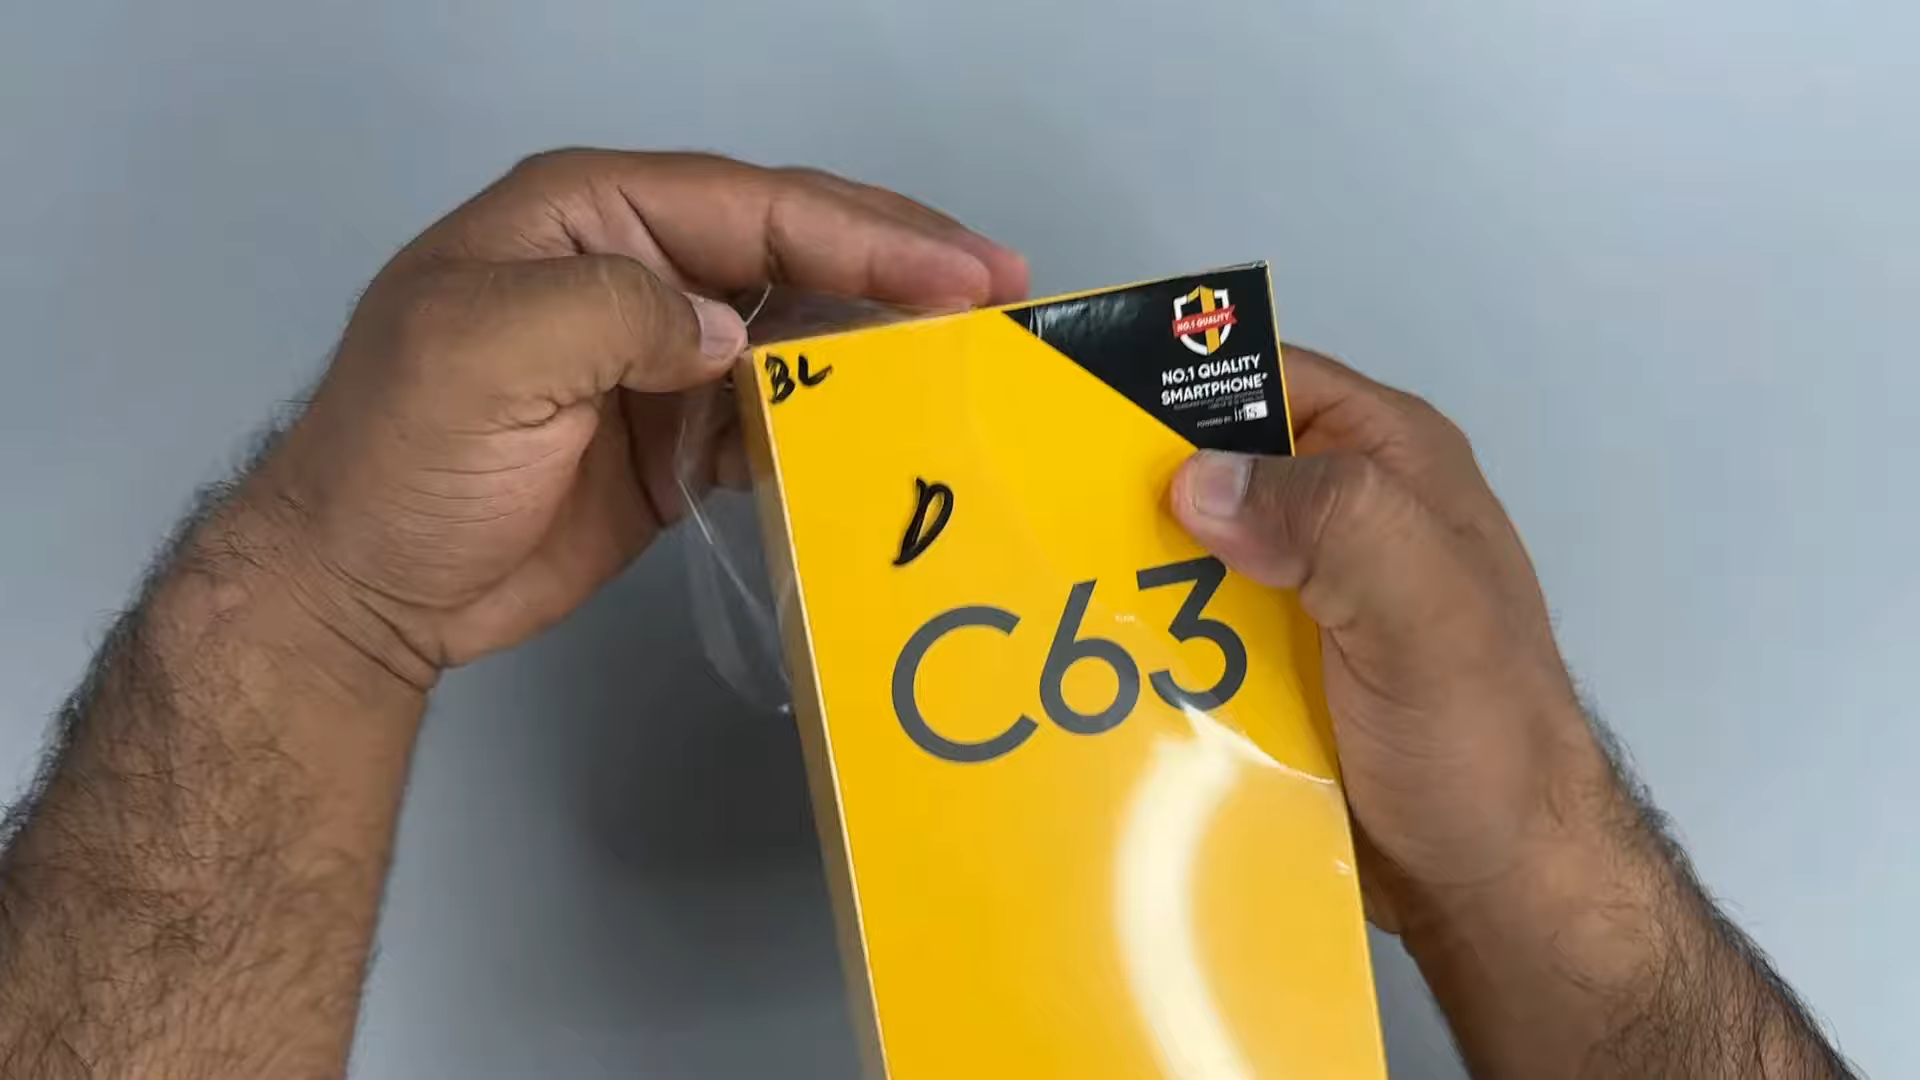 BL
NO.1 QUALITY
NO.1 QUALITY
SMARTPHONE*
POWERED BY
D
C63